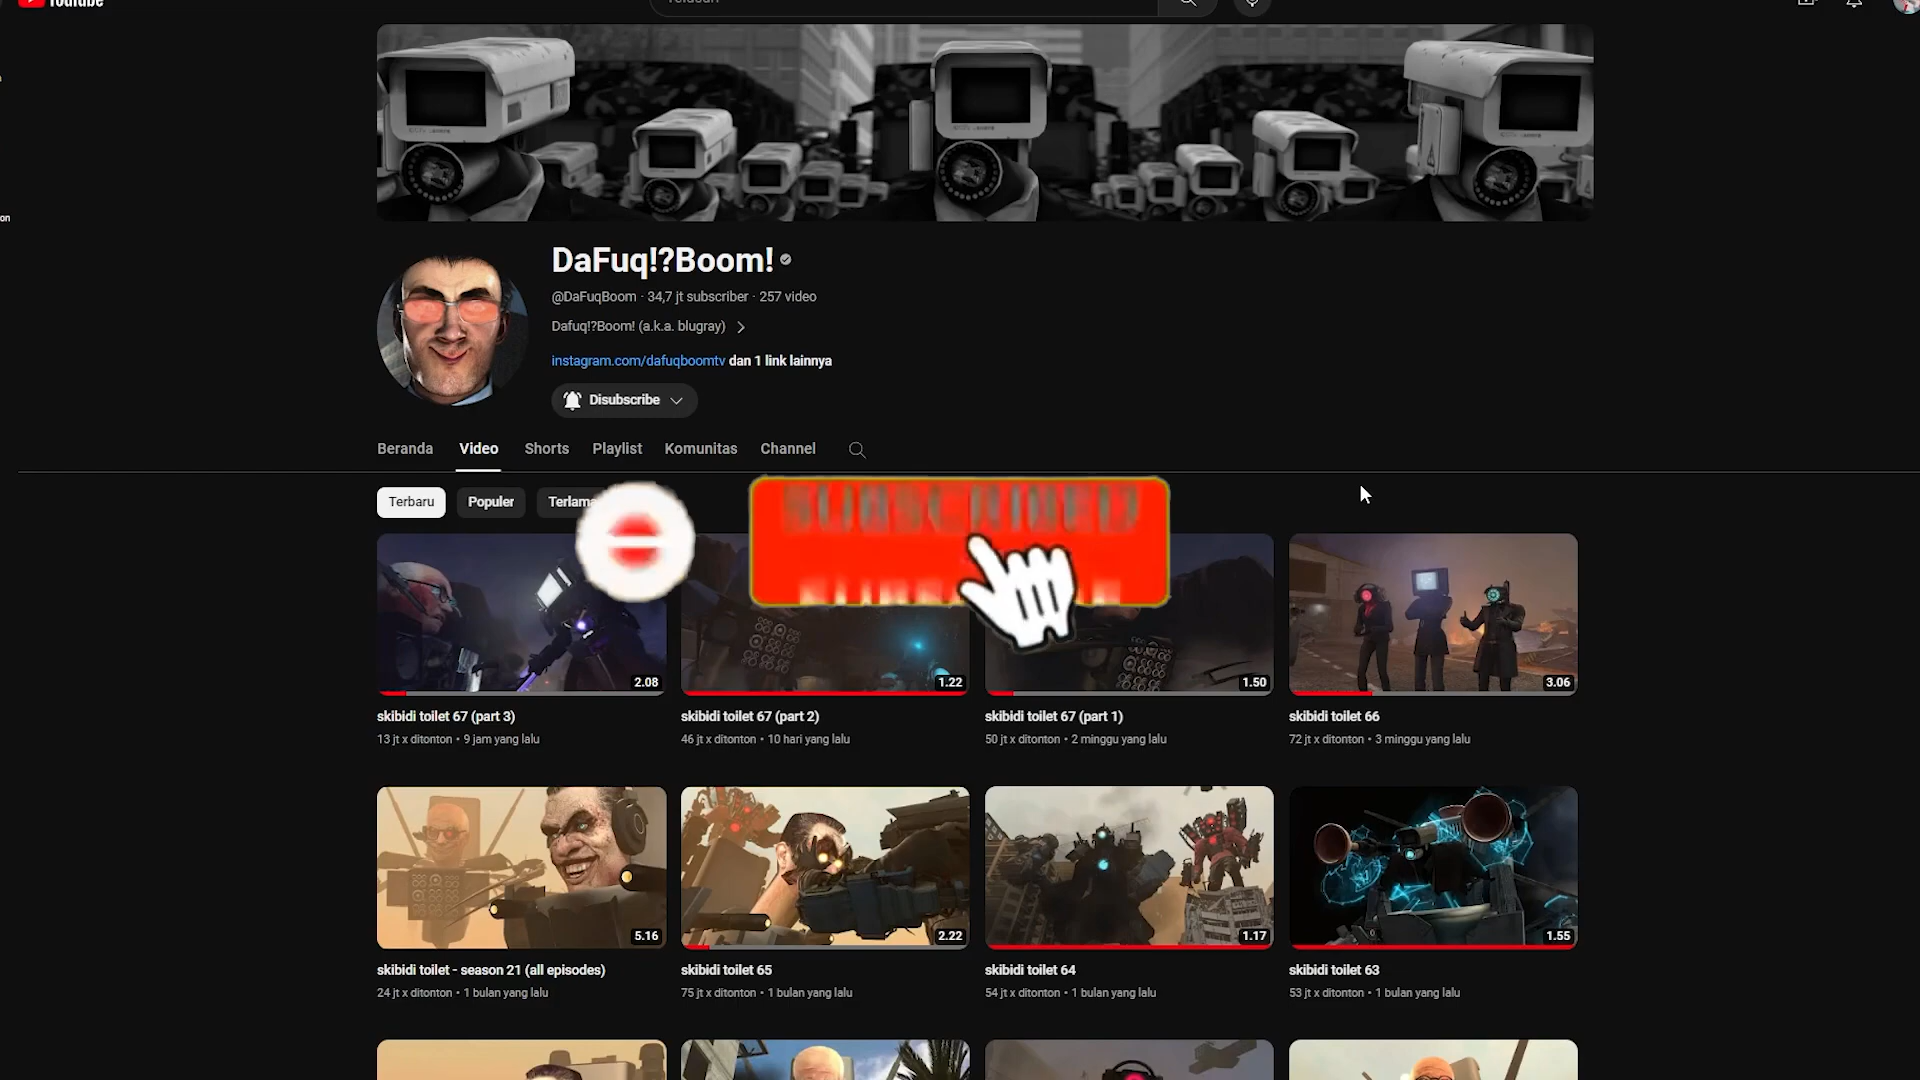 YouTube
on
DaFuq!?Boom!
@DaFuqBoom · 34,7 jt subscriber · 257 video
Dafuq!?Boom! (a.k.a. blugray)
instagram.com/dafuqboomtv dan 1 link lainnya
Disubscribe
Beranda Video Shorts Playlist Komunitas Channel
Terbaru Populer
SUBSCRIBED
2.08 1.22 1.50 3.06
skibidi toilet 67 (part 3) skibidi toilet 67 (part 2) skibidi toilet 67 (part 1) skibidi toilet 66
13 jt x ditonton • 9 jam yang lalu 46 jt x ditonton • 10 hari yang lalu 50 jt x ditonton • 2 minggu yang lalu 72 jt x ditonton • 3 minggu yang lalu
5.16 2.22 1.17 1.55
skibidi toilet - season 21 (all episodes) skibidi toilet 65 skibidi toilet 64 skibidi toilet 63
24 jt x ditonton • 1 bulan yang lalu 75 jt x ditonton • 1 bulan yang lalu 54 jt x ditonton • 1 bulan yang lalu 53 jt x ditonton • 1 bulan yang lalu